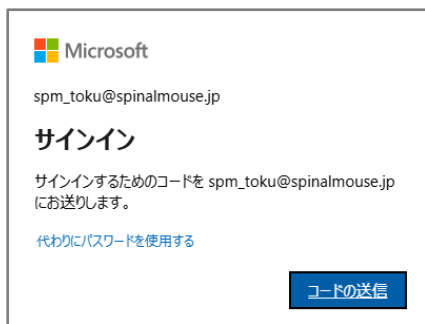 Microsoft
spm_toku@spinalmouse.jp
サインイン
サインインするためのコードを spm_toku@spinalmouse.jp
にお送りします。
代わりにパスワードを使用する
コードの送信